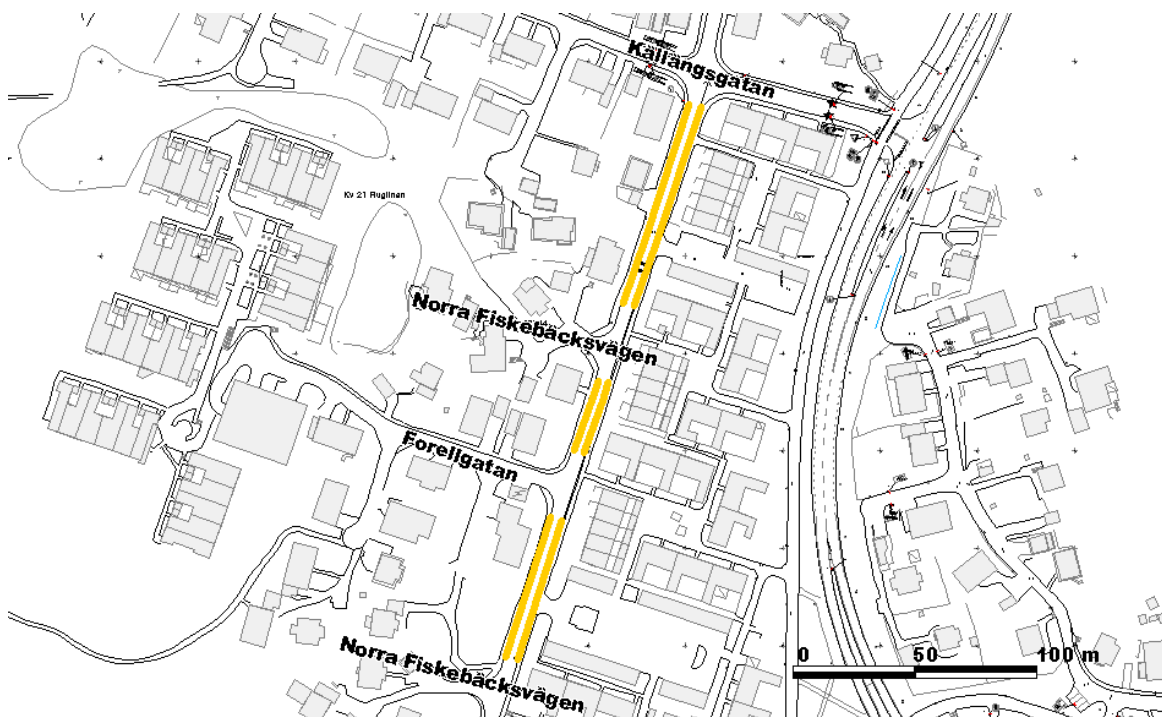 Källängsgatan
Kv 21 Ruglinan
Norra Fiskebäcksvägen
Forellgatan
Norra Fiskebäcksvägen
0 50 100 m